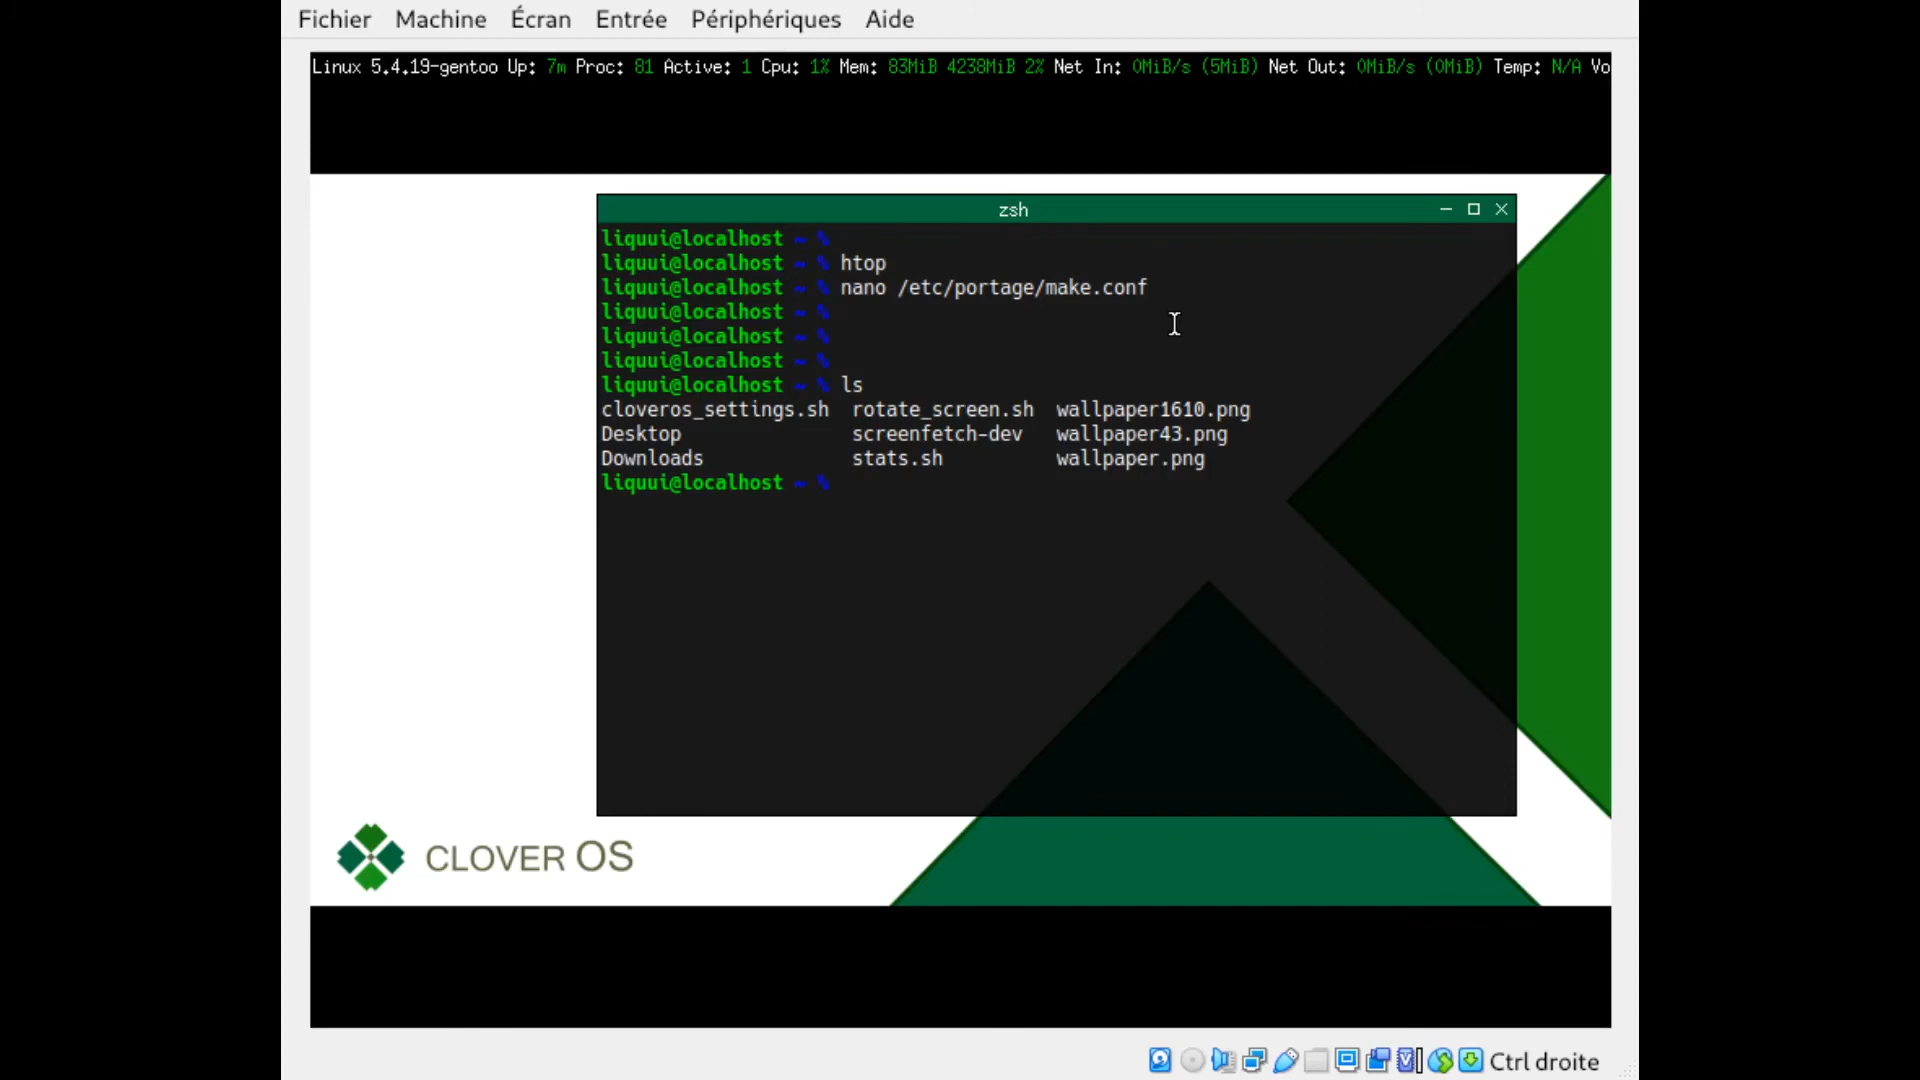 Fichier Machine Écran Entrée Périphériques Aide
Linux 5.4.19-gentoo Up: 7m Proc: 81 Active: 1 Cpu: 1% Mem: 83MiB 4238MiB 2% Net In: 0MiB/s (5MiB) Net Out: 0MiB/s (0MiB) Temp: N/A Vo
zsh
liquui@localhost ~ %
liquui@localhost ~ % htop
liquui@localhost ~ % nano /etc/portage/make.conf
liquui@localhost ~ %
liquui@localhost ~ %
liquui@localhost ~ %
liquui@localhost ~ % ls
cloveros_settings.sh rotate_screen.sh wallpaper1610.png
Desktop screenfetch-dev wallpaper43.png
Downloads stats.sh wallpaper.png
liquui@localhost ~ %
CLOVER OS
Ctrl droite